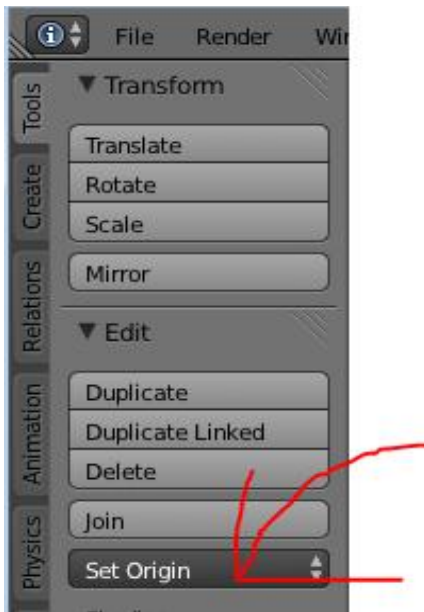 File Render Wi
Tools
Transform
Translate
Rotate
Scale
Mirror
Create
Relations
Edit
Duplicate
Duplicate Linked
Delete
Join
Set Origin
Animation
Physics